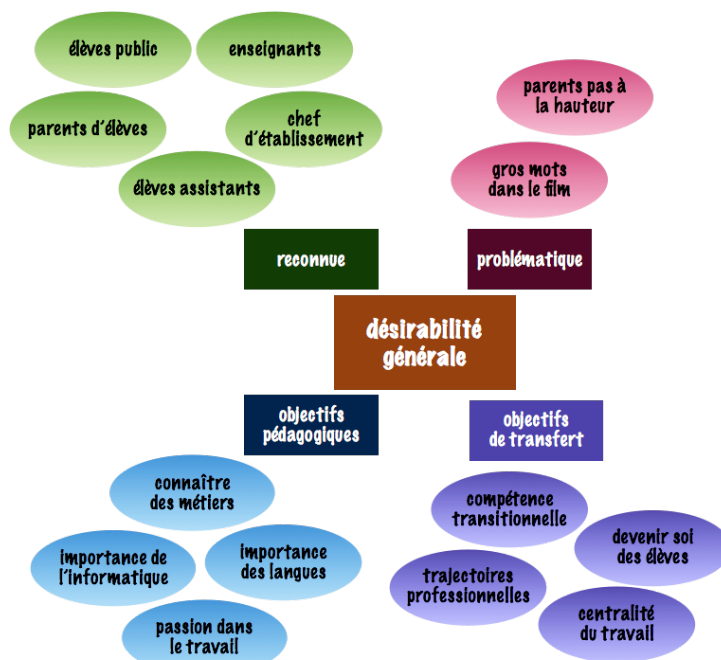 élèves public
enseignants
parents d'élèves
chef
d'établissement
élèves assistants
parents pas à
la hauteur
gros mots
dans le film
reconnue
problématique
désirabilité
générale
objectifs
pédagogiques
objectifs
de transfert
connaître
des métiers
importance de
l'informatique
importance
des langues
passion dans
le travail
compétence
transitionnelle
devenir soi
des élèves
trajectoires
professionnelles
centralité
du travail